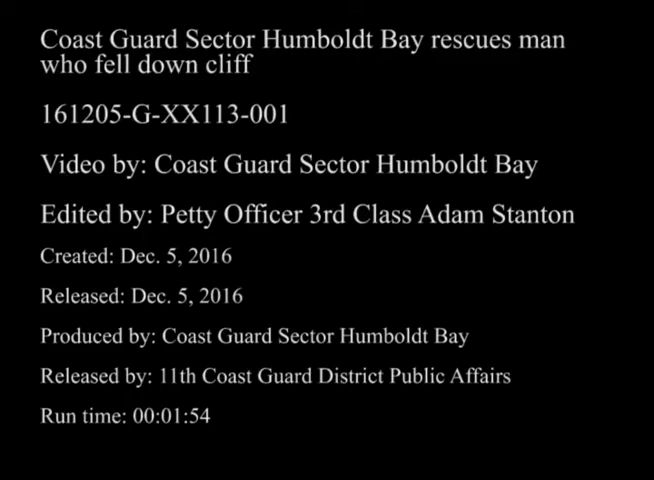 Coast Guard Sector Humboldt Bay rescues man
who fell down cliff
161205-G-XX113-001
Video by: Coast Guard Sector Humboldt Bay
Edited by: Petty Officer 3rd Class Adam Stanton
Created: Dec. 5, 2016
Released: Dec. 5, 2016
Produced by: Coast Guard Sector Humboldt Bay
Released by: 11th Coast Guard District Public Affairs
Run time: 00:01:54